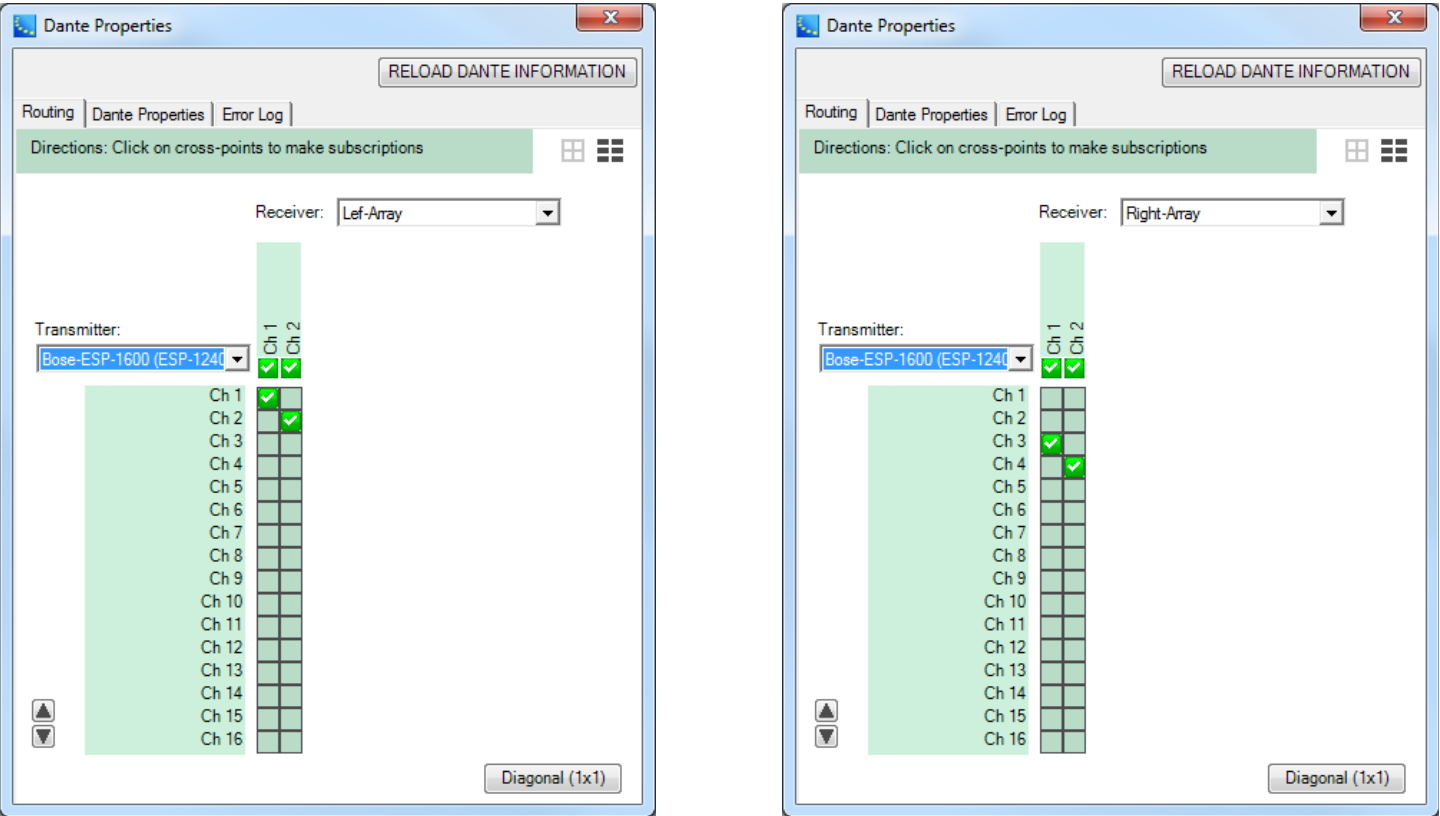 Dante Properties
RELOAD DANTE INFORMATION
Routing Dante Properties Error Log
Directions: Click on cross-points to make subscriptions
Receiver: Lef-Array
Ch 1
Ch 2
Transmitter:
Bose-ESP-1600 (ESP-1240
Ch 1
Ch 2
Ch 3
Ch 4
Ch 5
Ch 6
Ch 7
Ch 8
Ch 9
Ch 10
Ch 11
Ch 12
Ch 13
Ch 14
Ch 15
Ch 16
Diagonal (1x1)
Dante Properties
RELOAD DANTE INFORMATION
Routing Dante Properties Error Log
Directions: Click on cross-points to make subscriptions
Receiver: Right-Array
Ch 1
Ch 2
Transmitter:
Bose-ESP-1600 (ESP-1240
Ch 1
Ch 2
Ch 3
Ch 4
Ch 5
Ch 6
Ch 7
Ch 8
Ch 9
Ch 10
Ch 11
Ch 12
Ch 13
Ch 14
Ch 15
Ch 16
Diagonal (1x1)